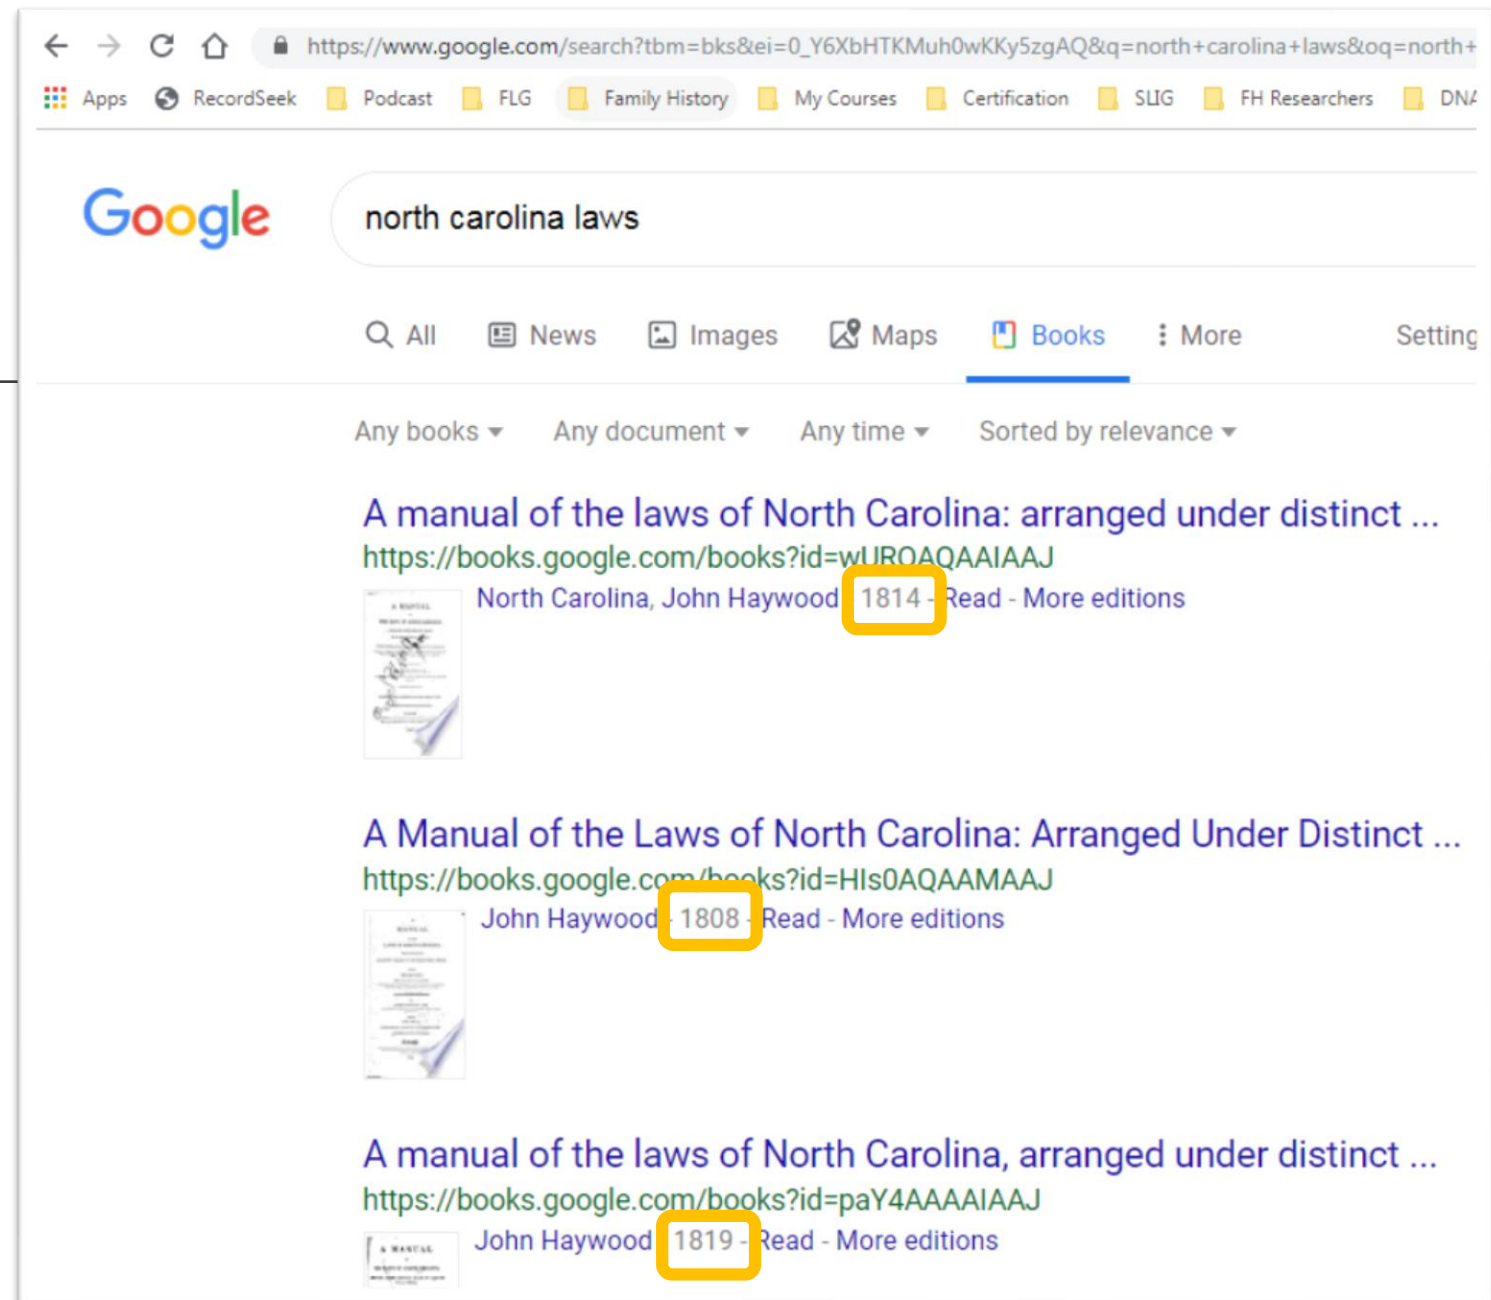 https://www.google.com/search?tbm=bks&ei=0_Y6XbHTKMuh0wKKy5zgAQ&q=north+carolina+laws&oq=north+
Apps RecordSeek Podcast FLG Family History My Courses Certification SLIG FH Researchers DNA
Google north carolina laws
All News Images Maps Books More Setting
Any books Any document Any time Sorted by relevance
A manual of the laws of North Carolina: arranged under distinct ...
https://books.google.com/books?id=wURQAQAAIAAJ
North Carolina, John Haywood 1814 - Read - More editions
A MANUAL
A Manual of the Laws of North Carolina: Arranged Under Distinct ...
https://books.google.com/books?id=HIs0AQAAMAAJ
John Haywood - 1808 - Read - More editions
MANUAL
A manual of the laws of North Carolina, arranged under distinct ...
https://books.google.com/books?id=paY4AAAAIAAJ
John Haywood 1819 - Read - More editions
A MANUAL